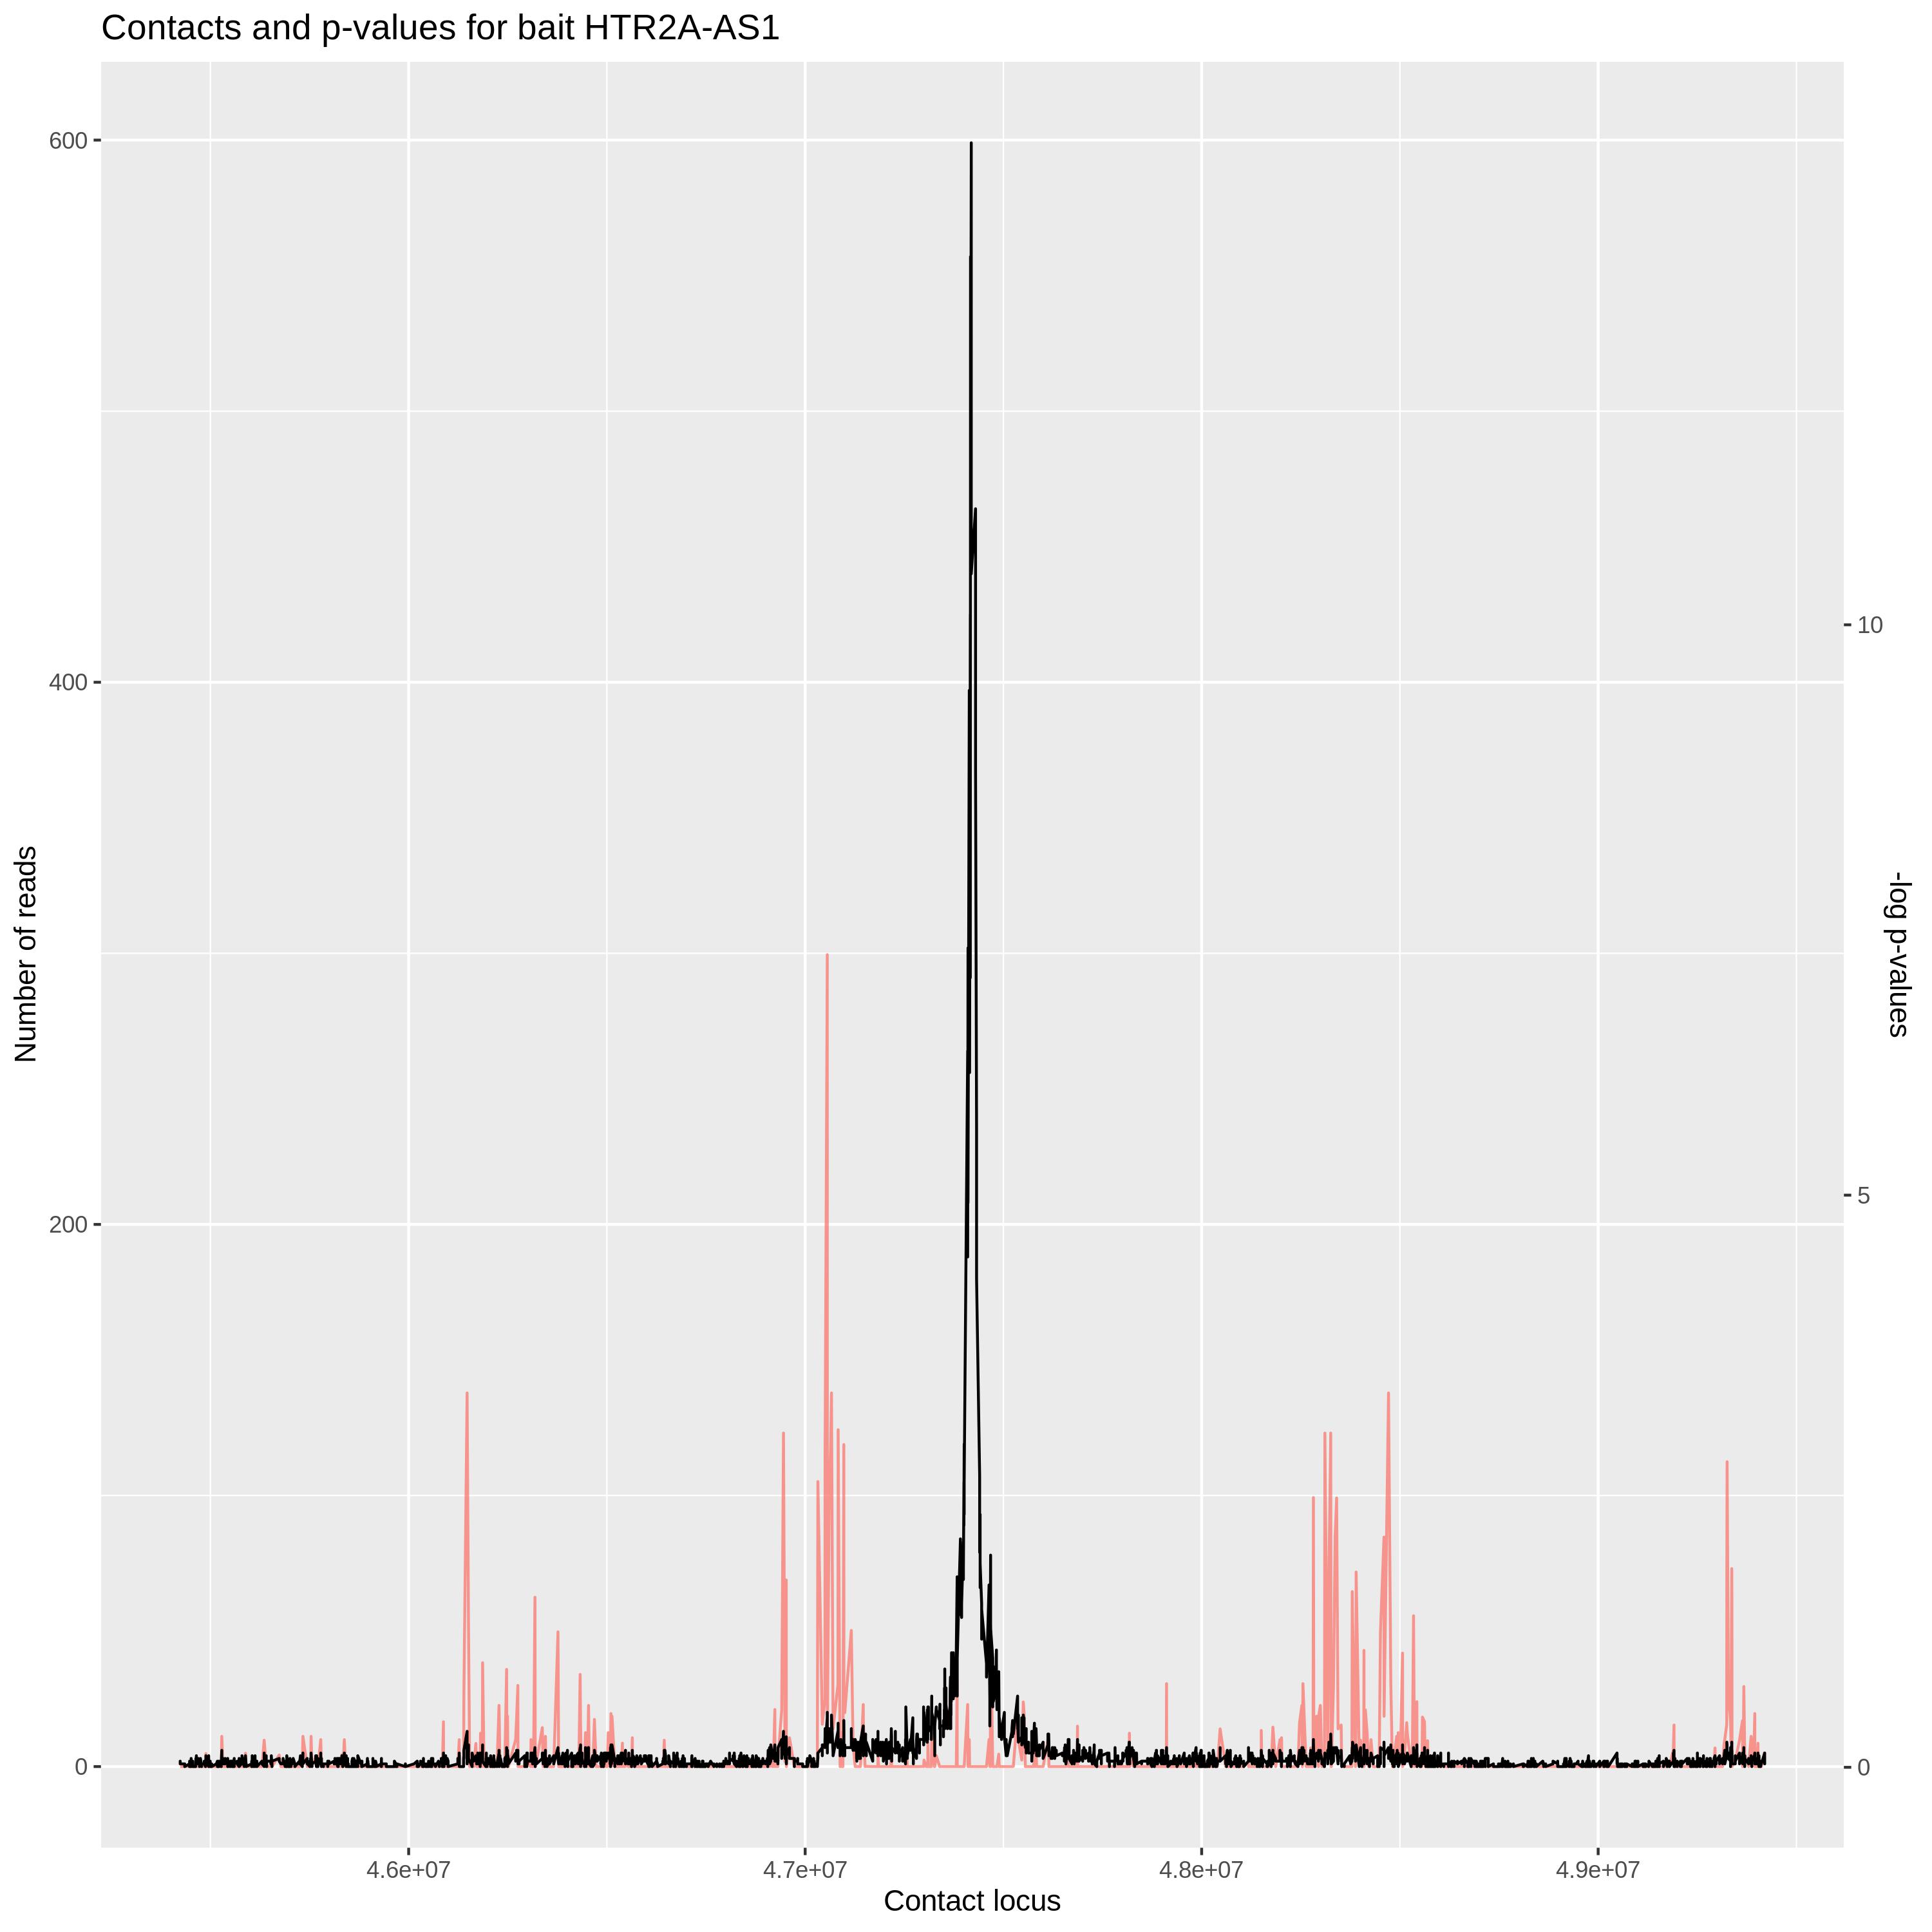 Contacts and p-values for bait HTR2A-AS1
600
400
200
0
Number of reads
10
5
0
-log p-values
4.6e+07
4.7e+07
4.8e+07
4.9e+07
Contact locus